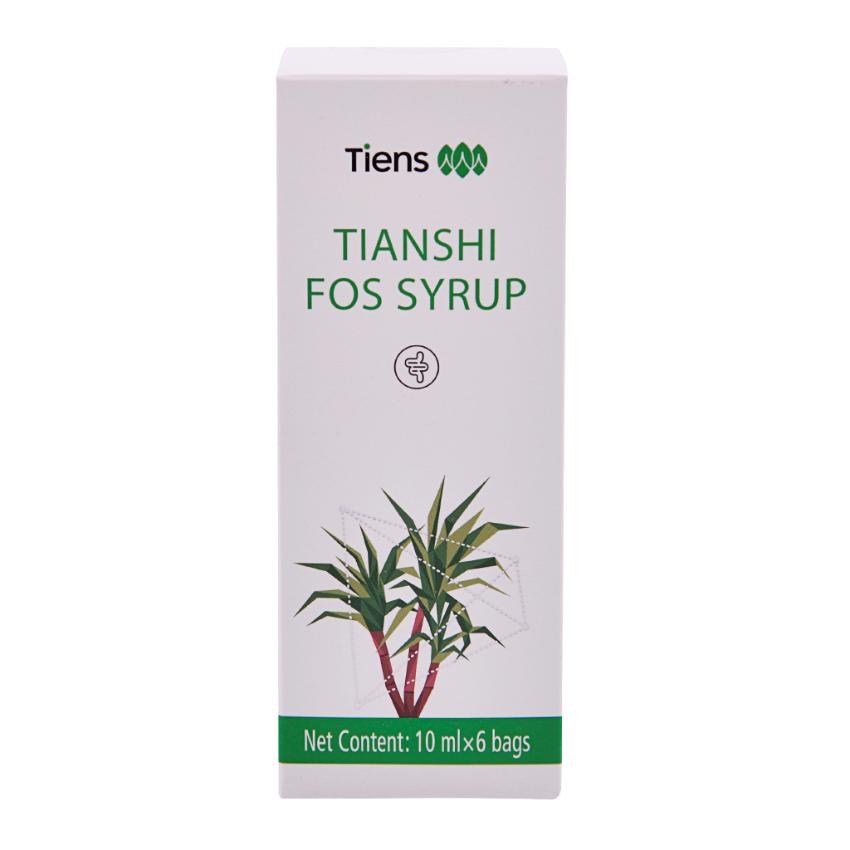 Tiens
TIANSHI
FOS SYRUP
Net Content: 10 ml×6 bags